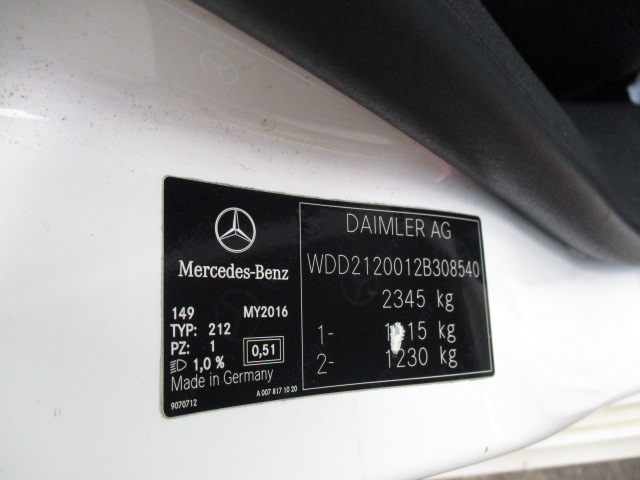 Mercedes-Benz
149 MY2016
TYP: 212
PZ: 1
1,0 % 0,51
Made in Germany
9070712 A 007 817 10 20
DAIMLER AG
WDD2120012B308540
2345 kg
1- kg
2- 1230 kg